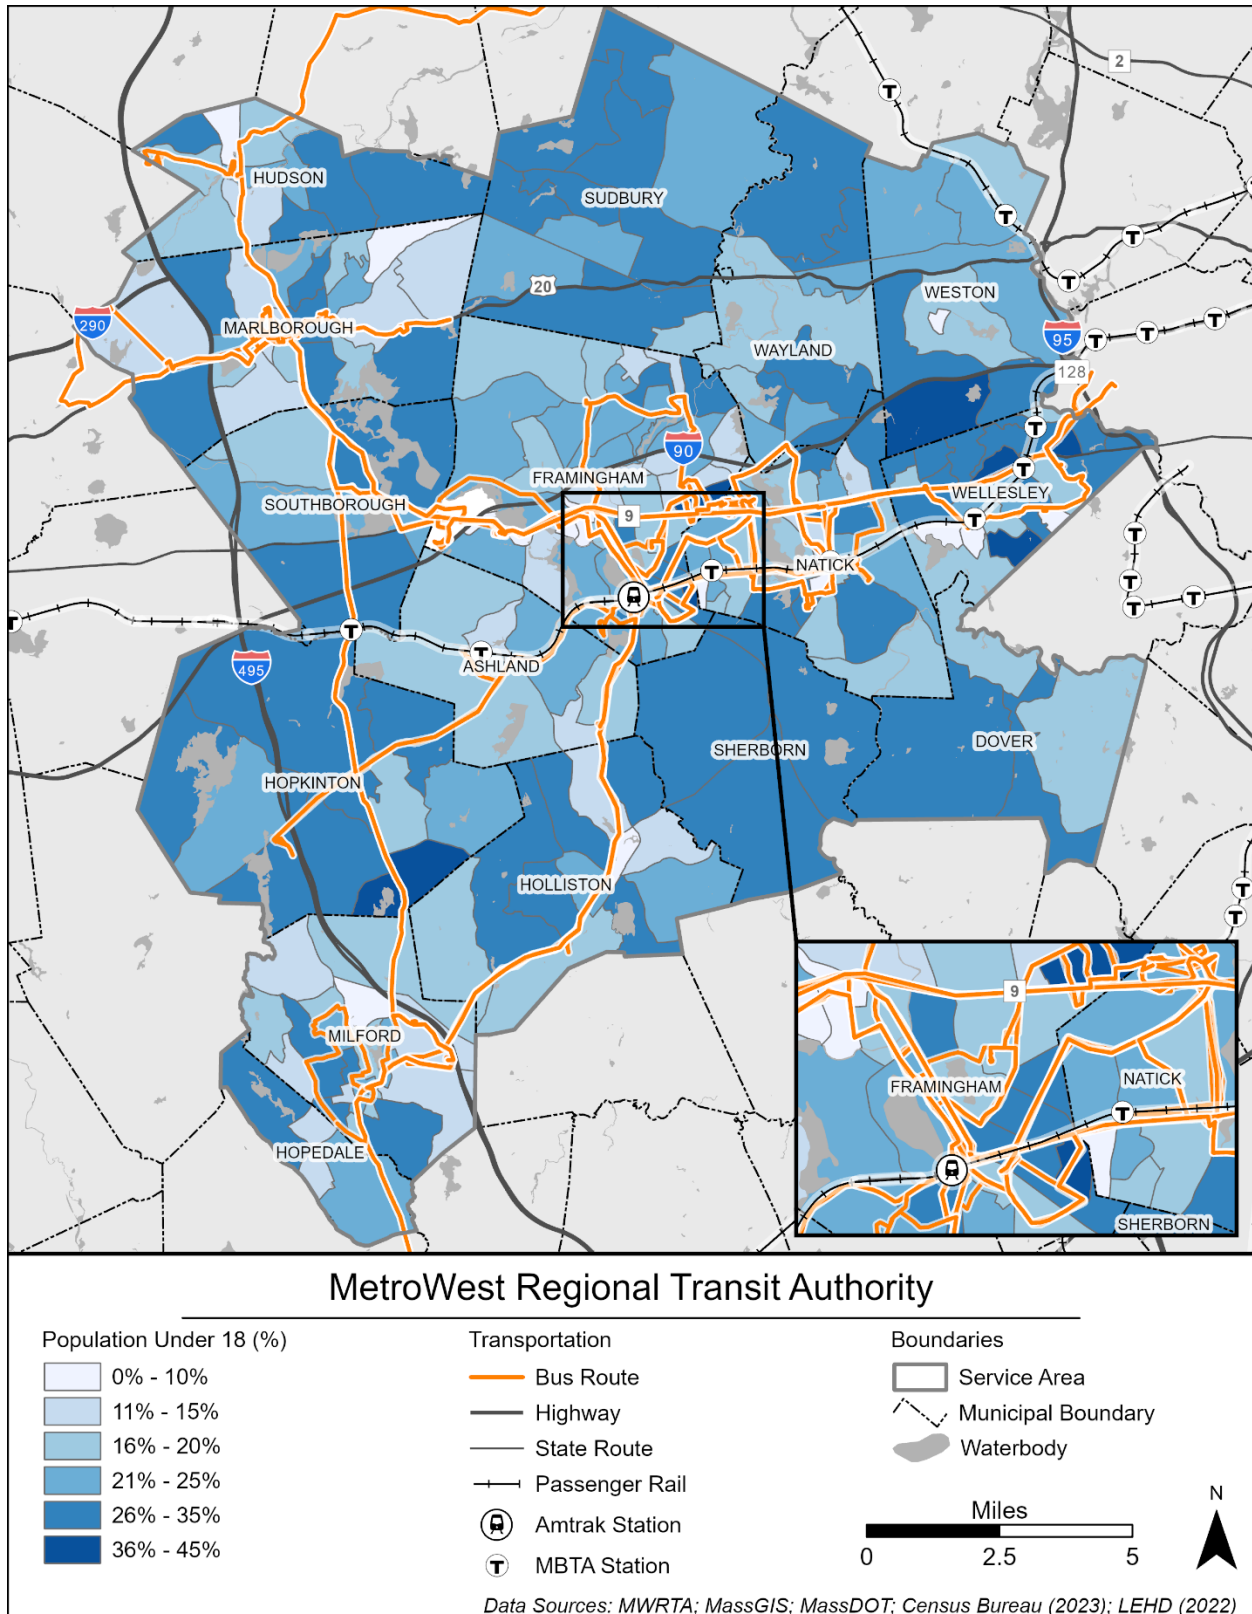 2
HUDSON
SUDBURY
20
WESTON
290
MARLBOROUGH
95
WAYLAND
128
90
FRAMINGHAM
SOUTHBOROUGH
WELLESLEY
9
NATICK
T
ASHLAND
495
SHERBORN
DOVER
HOPKINTON
HOLLISTON
9
MILFORD
FRAMINGHAM
NATICK
T
HOPEDALE
SHERBORN
MetroWest Regional Transit Authority
Population Under 18 (%)
0% - 10%
11% - 15%
16% - 20%
21% - 25%
26% - 35%
36% - 45%
Transportation
Bus Route
Highway
State Route
Passenger Rail
Amtrak Station
T MBTA Station
Boundaries
Service Area
Municipal Boundary
Waterbody
Miles
0 2.5 5
N
Data Sources: MWRTA; MassGIS; MassDOT; Census Bureau (2023); LEHD (2022)